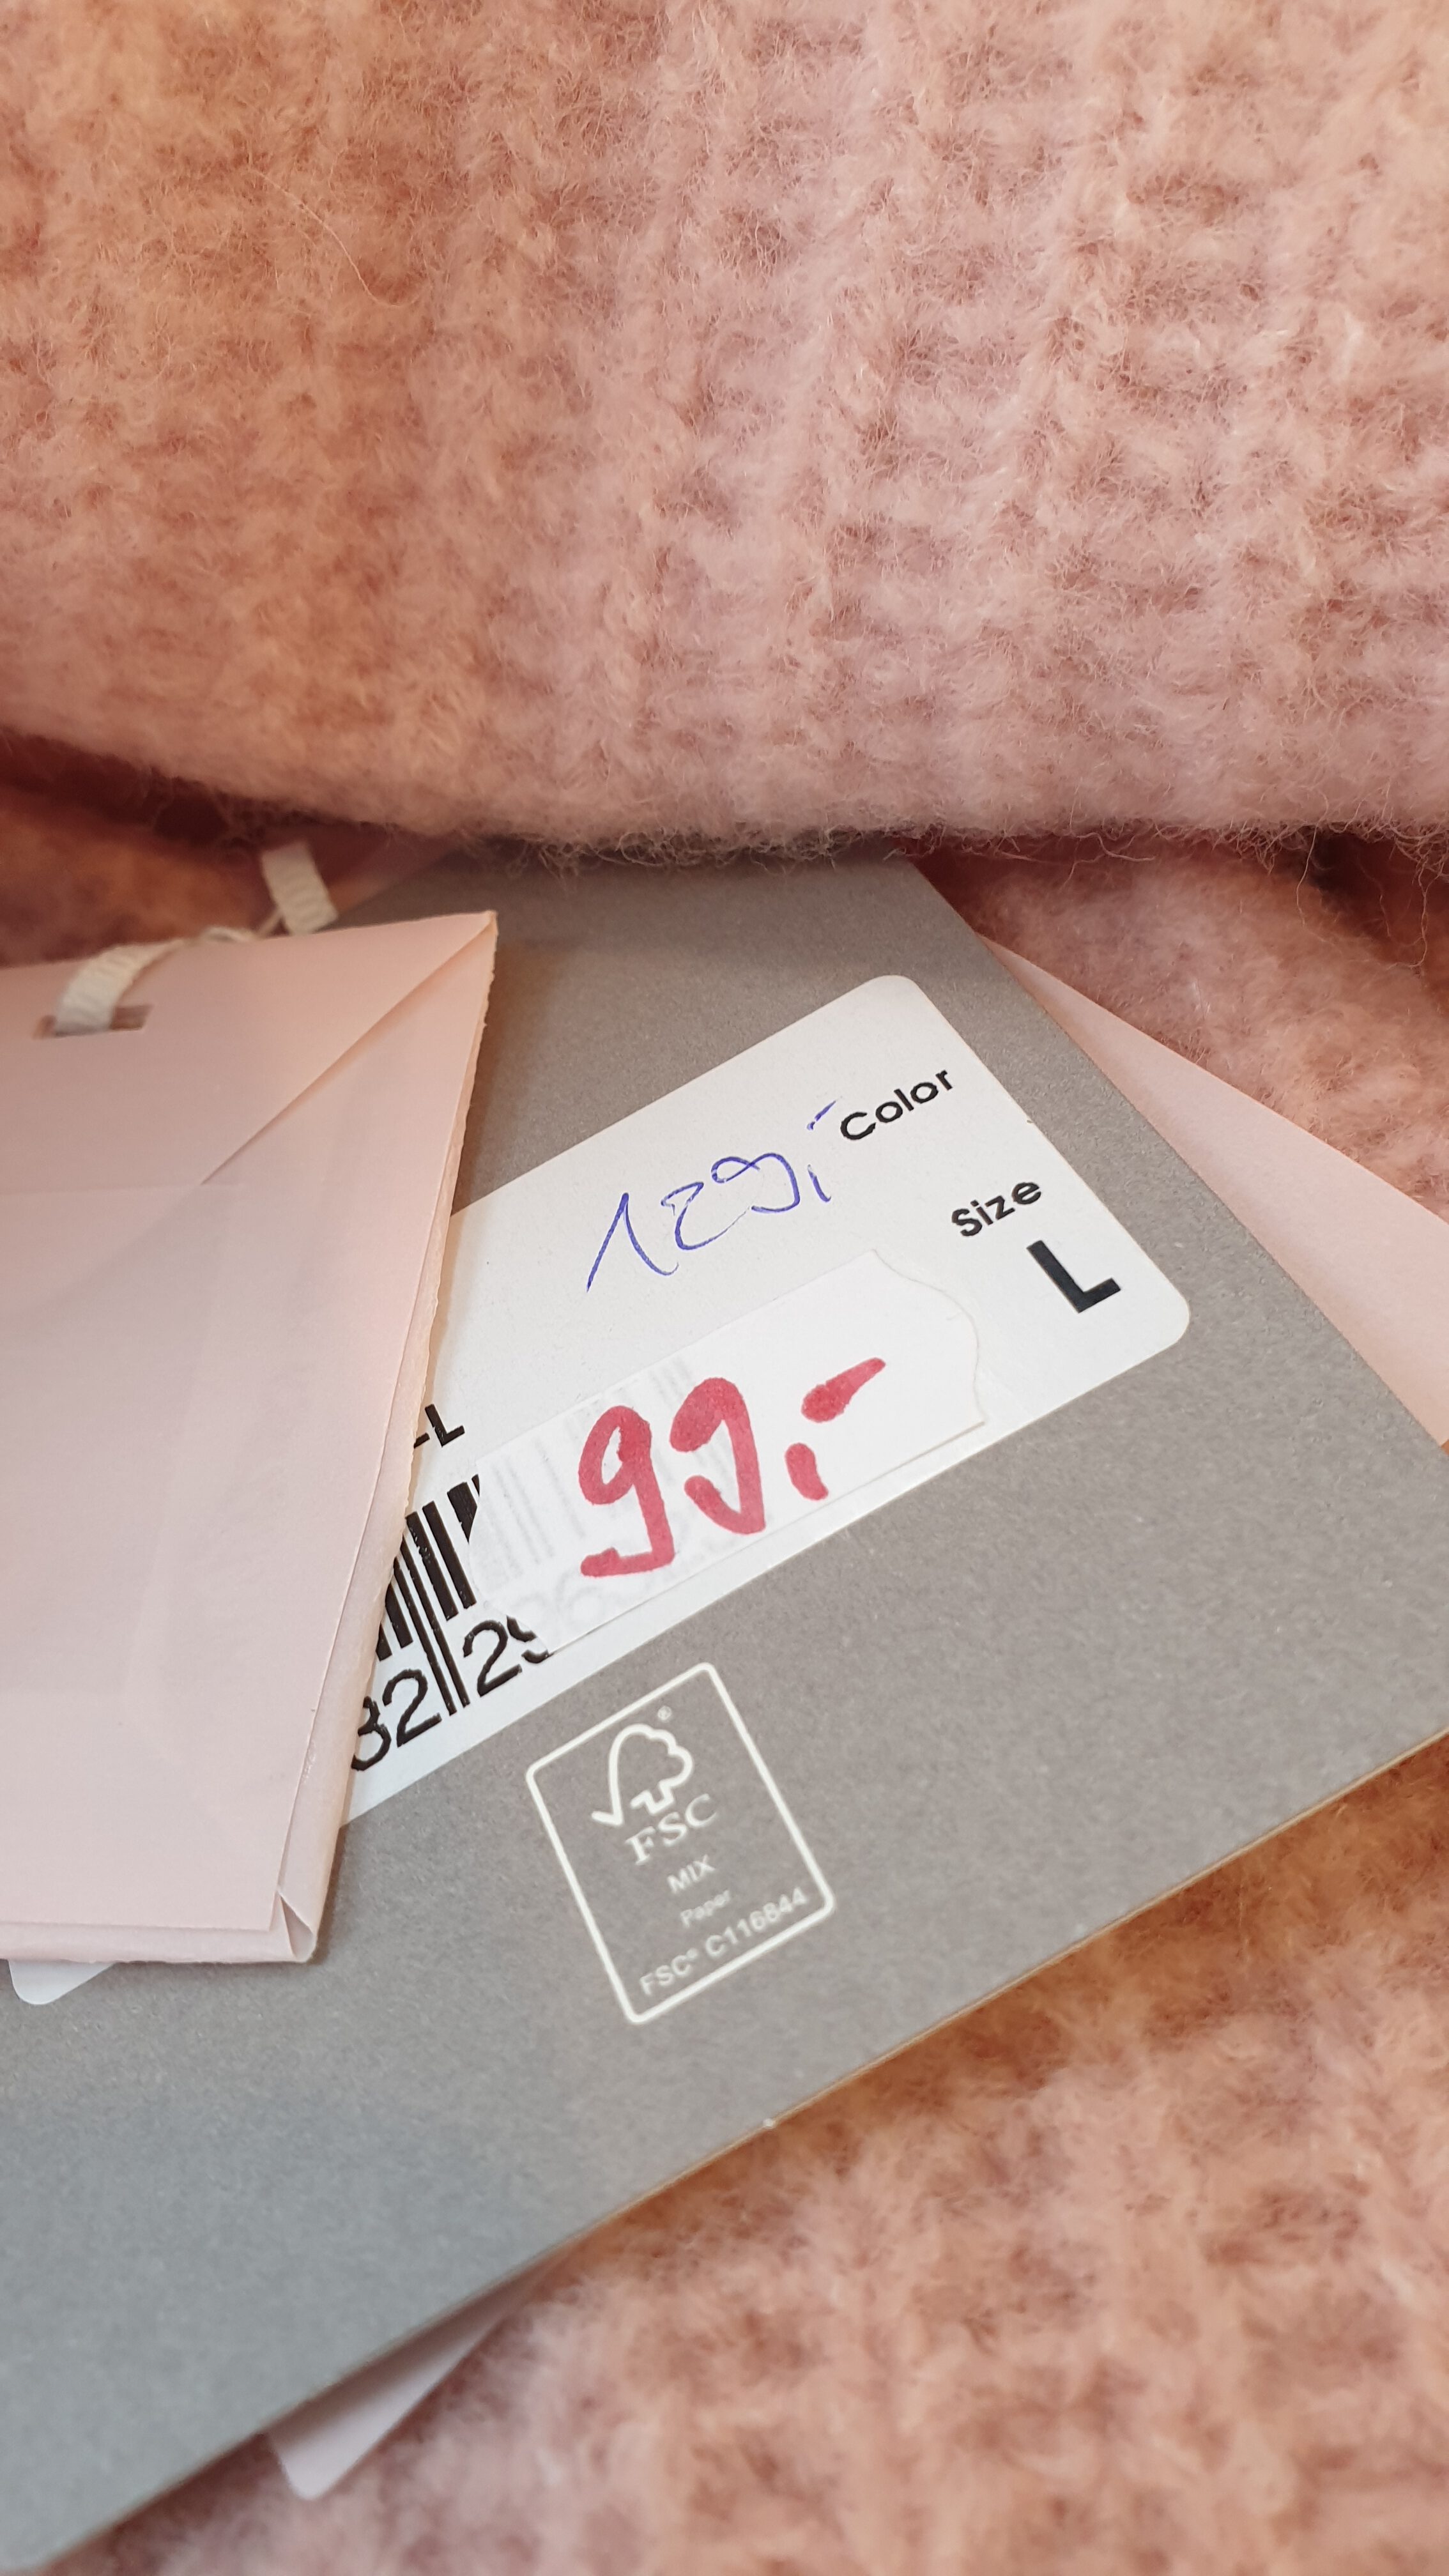 Color
129,-
Size
L
99,-
-L
32 29
FSC®
MIX
Paper
FSC® C116844